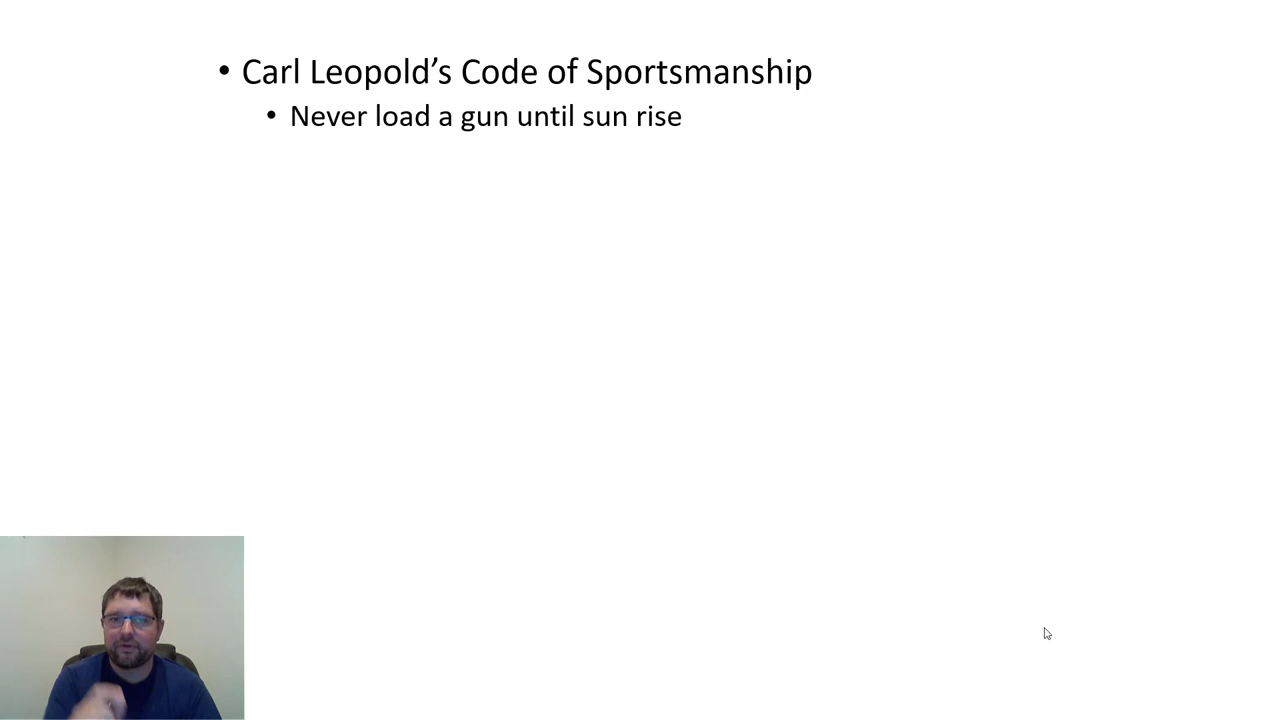 • Carl Leopold’s Code of Sportsmanship
• Never load a gun until sun rise